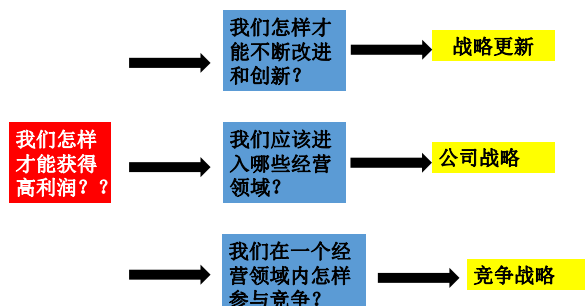 我们怎样才
能不断改进
和创新？
战略更新
我们怎样
才能获得
高利润？？
我们应该进
入哪些经营
领域？
公司战略
我们在一个经
营领域内怎样
参与竞争？
竞争战略